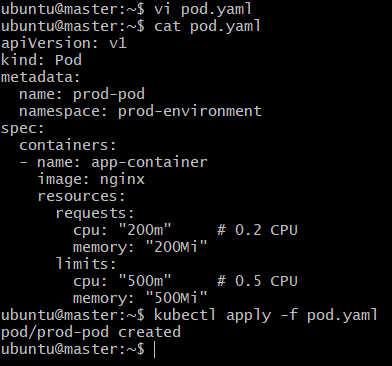 ubuntu@master:~$ vi pod.yaml
ubuntu@master:~$ cat pod.yaml
apiVersion: v1
kind: Pod
metadata:
  name: prod-pod
  namespace: prod-environment
spec:
  containers:
  - name: app-container
    image: nginx
    resources:
      requests:
        cpu: "200m"     # 0.2 CPU
        memory: "200Mi"
      limits:
        cpu: "500m"     # 0.5 CPU
        memory: "500Mi"
ubuntu@master:~$ kubectl apply -f pod.yaml
pod/prod-pod created
ubuntu@master:~$